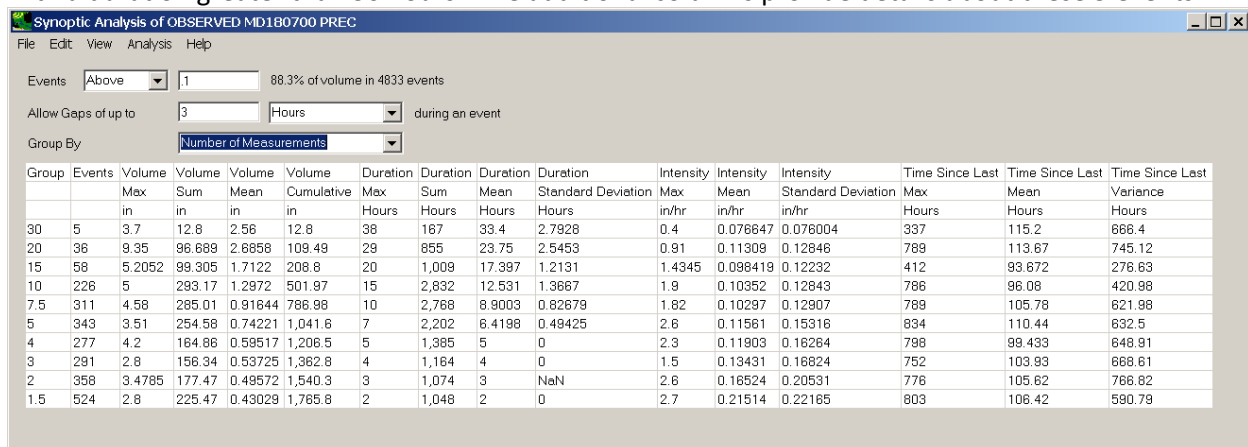 Synoptic Analysis of OBSERVED MD180700 PREC
File Edit View Analysis Help
Events Above .1 88.3% of volume in 4833 events
Allow Gaps of up to 3 Hours during an event
Group By Number of Measurements
Group Events Volume Volume Volume Volume Duration Duration Duration Duration Intensity Intensity Intensity Time Since Last Time Since Last Time Since Last
Max Sum Mean Cumulative Max Sum Mean Standard Deviation Max Mean Standard Deviation Max Mean Variance
in in in in Hours Hours Hours Hours in/hr in/hr in/hr Hours Hours Hours
30 5 3.7 12.8 2.56 12.8 38 167 33.4 2.7928 0.4 0.076647 0.076004 337 115.2 666.4
20 36 9.35 96.689 2.6858 109.49 29 855 23.75 2.5453 0.91 0.11309 0.12846 789 113.67 745.12
15 58 5.2052 99.305 1.7122 208.8 20 1,009 17.397 1.2131 1.4345 0.098419 0.12232 412 93.672 276.63
10 226 5 293.17 1.2972 501.97 15 2,832 12.531 1.3667 1.9 0.10352 0.12843 786 96.08 420.98
7.5 311 4.58 285.01 0.91644 786.98 10 2,768 8.9003 0.82679 1.82 0.10297 0.12907 789 105.78 621.98
5 343 3.51 254.58 0.74221 1,041.6 7 2,202 6.4198 0.49425 2.6 0.11561 0.15316 834 110.44 632.5
4 277 4.2 164.86 0.59517 1,206.5 5 1,385 5 0 2.3 0.11903 0.16264 798 99.433 648.91
3 291 2.8 156.34 0.53725 1,362.8 4 1,164 4 0 1.5 0.13431 0.16824 752 103.93 668.61
2 358 3.4785 177.47 0.49572 1,540.3 3 1,074 3 NaN 2.6 0.16524 0.20531 776 105.62 766.82
1.5 524 2.8 225.47 0.43029 1,765.8 2 1,048 2 0 2.7 0.21514 0.22165 803 106.42 590.79